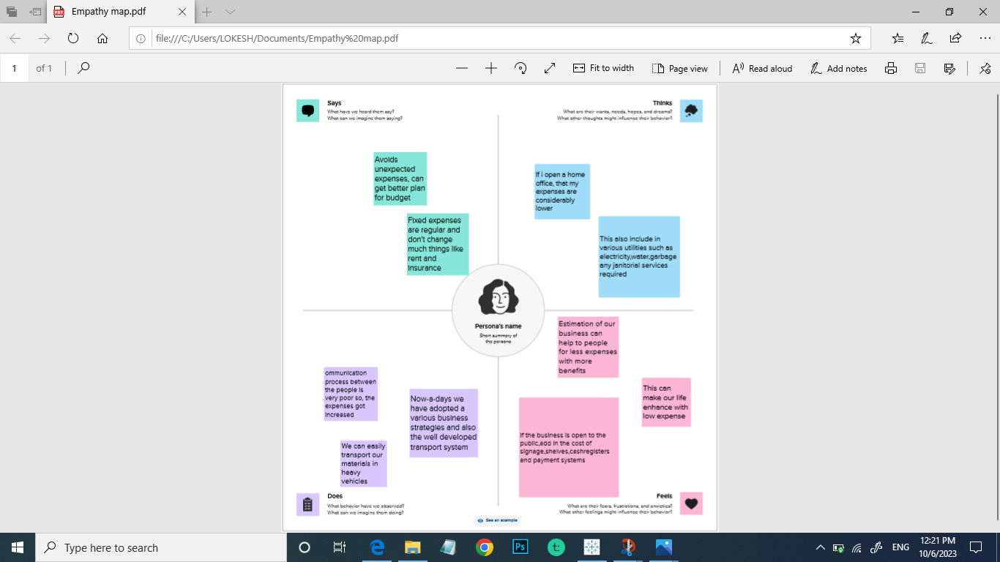 Empathy map.pdf
file:///C:/Users/LOKESH/Documents/Empathy%20map.pdf
1 of 1
Fit to width
Page view
Read aloud
Add notes
Says
What have we heard them say?
What can we imagine them saying?
Thinks
What are their wants, needs, hopes, and dreams?
What other thoughts might influence their behavior?
Avoids
unexpected
expenses, can
get better plan
for budget
Fixed expenses
are regular and
don't change
much things like
rent and
insurance
If i open a home
office, that my
expenses are
considerably
lower
This also include in
various utilities such as
electricity,water,garbage
any janitorial services
required
Persona's name
Short summary of
the persona
ommunication
process between
the people is
very poor so, the
expenses got
increased
Now-a-days we
have adopted a
various business
strategies and also
the well developed
transport system
We can easily
transport our
materials in
heavy
vehicles
Estimation of our
business can
help to people
for less expenses
with more
benefits
This can
make our life
enhance with
low expense
if the business is open to the
public,add in the cost of
signage,shelves,cashregisters
and payment systems
Does
What behavior have we observed?
What can we imagine them doing?
Feels
What are their fears, frustrations, and anxieties?
What other feelings might influence their behavior?
See an example
Type here to search
Ps
t:
ENG
12:21 PM
10/6/2023